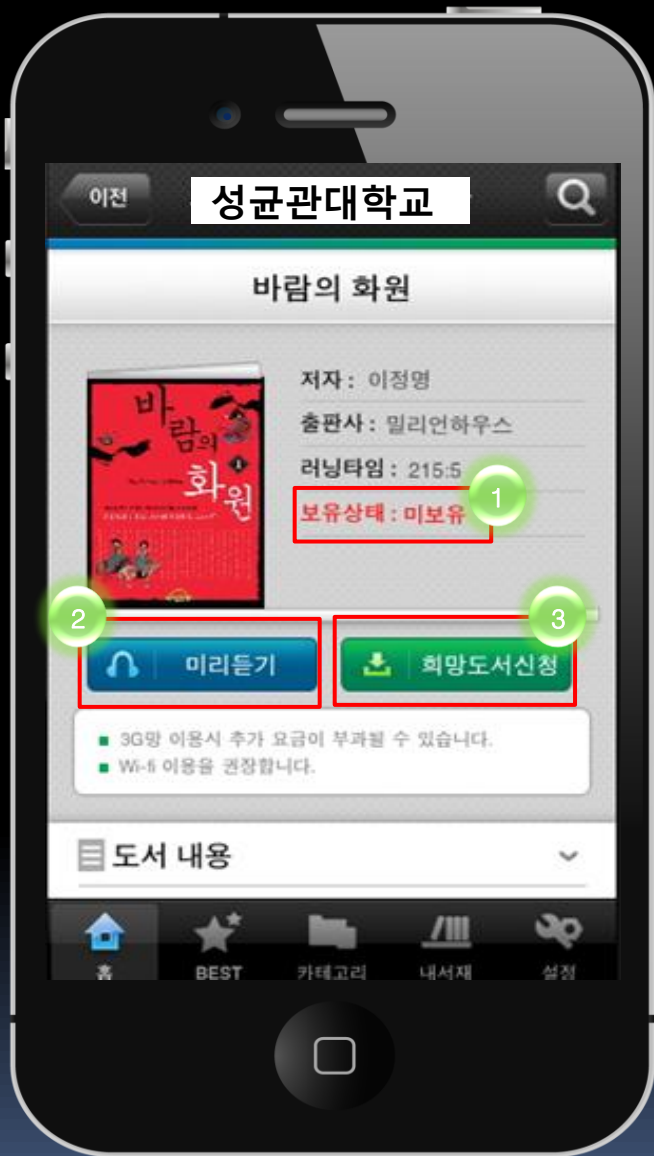 이전
성균관대학교
바람의 화원
바람의
화원
저자 : 이정명
출판사 : 밀리언하우스
러닝타임 : 215:5
보유상태 : 미보유
1
2
3
미리듣기
희망도서신청
3G망 이용시 추가 요금이 부과될 수 있습니다.
Wi-fi 이용을 권장합니다.
도서 내용
홈
BEST
카테고리
내서재
설정